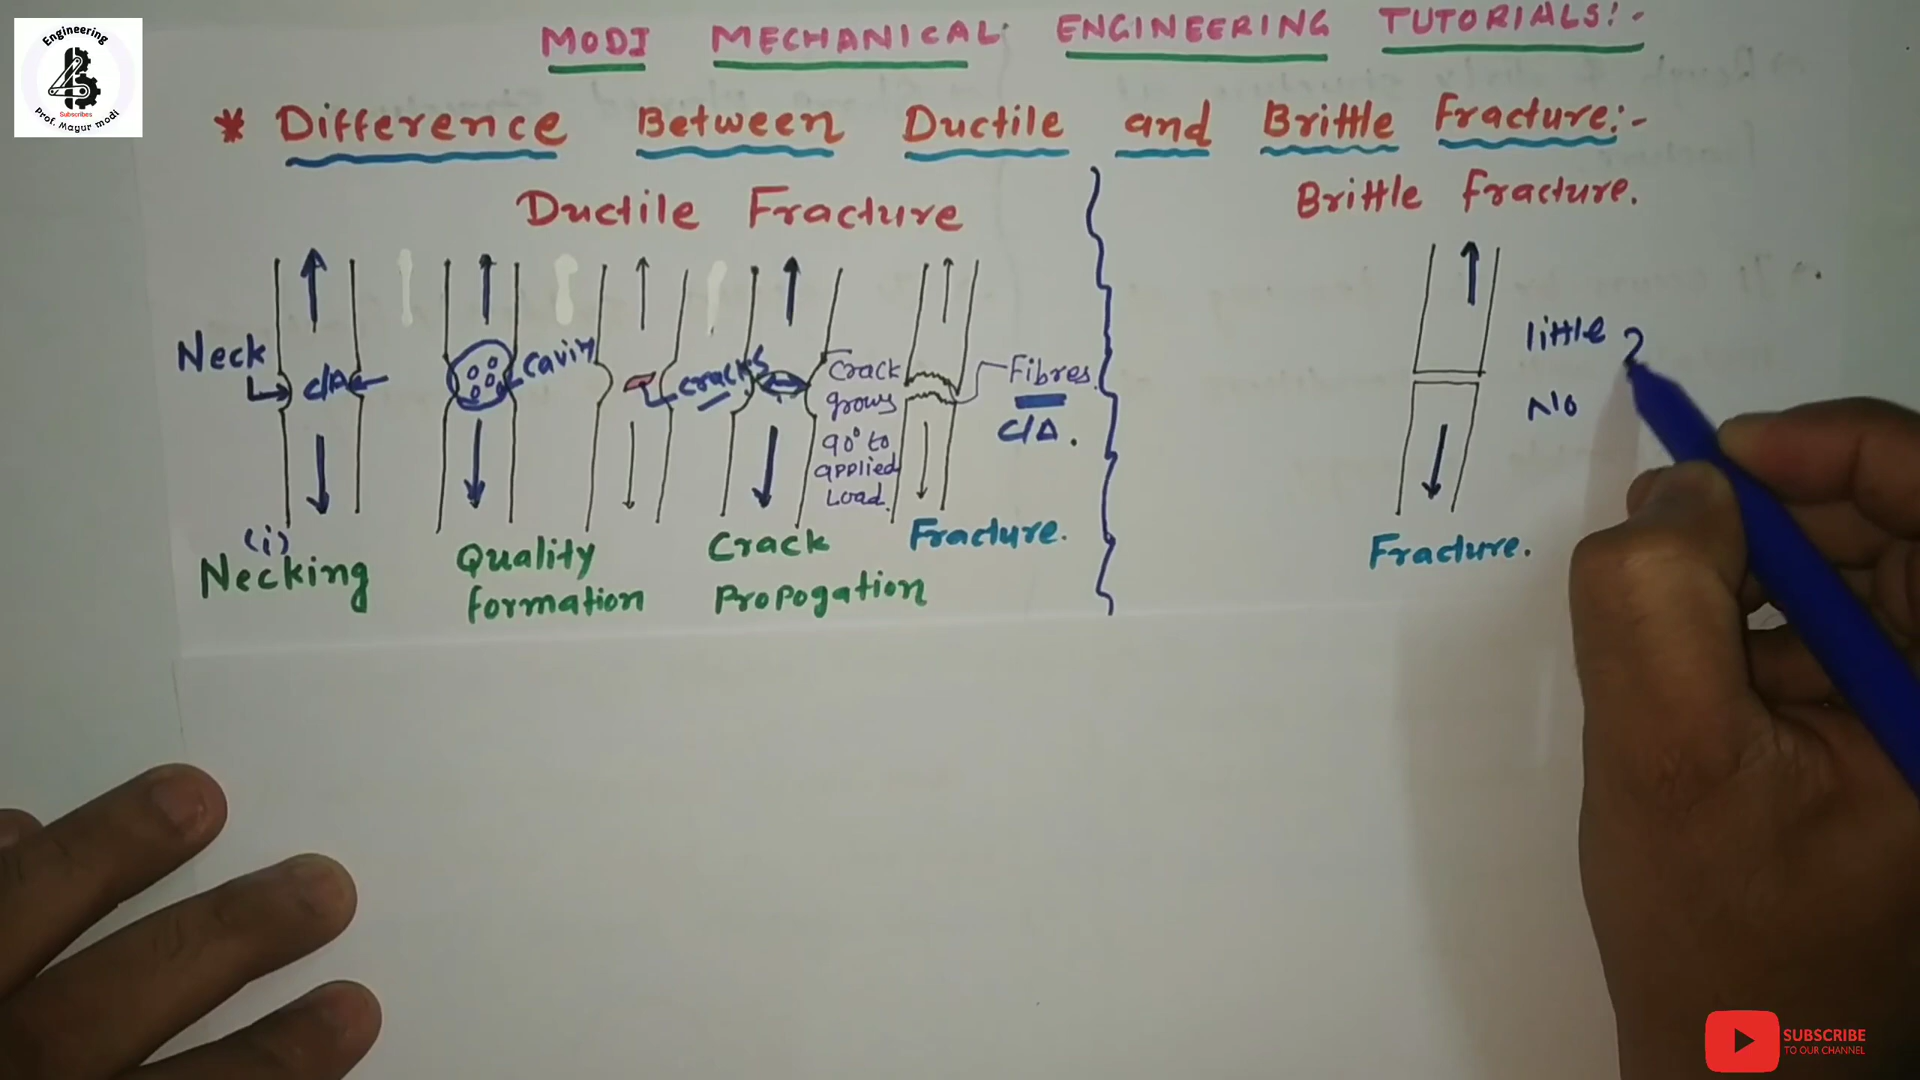 Engineering
Subscribes
Prof. Mayur modi
MODI MECHANICAL ENGINEERING TUTORIALS:-
* Difference Between Ductile and Brittle Fracture:-
Ductile Fracture
Brittle Fracture.
Neck
C/A
Cavity
cracks
Crack
grows
90° to
applied
Load.
Fibres.
C/A.
little
No
(i)
Necking
Quality
formation
Crack
Propogation
Fracture.
Fracture.
SUBSCRIBE
TO OUR CHANNEL